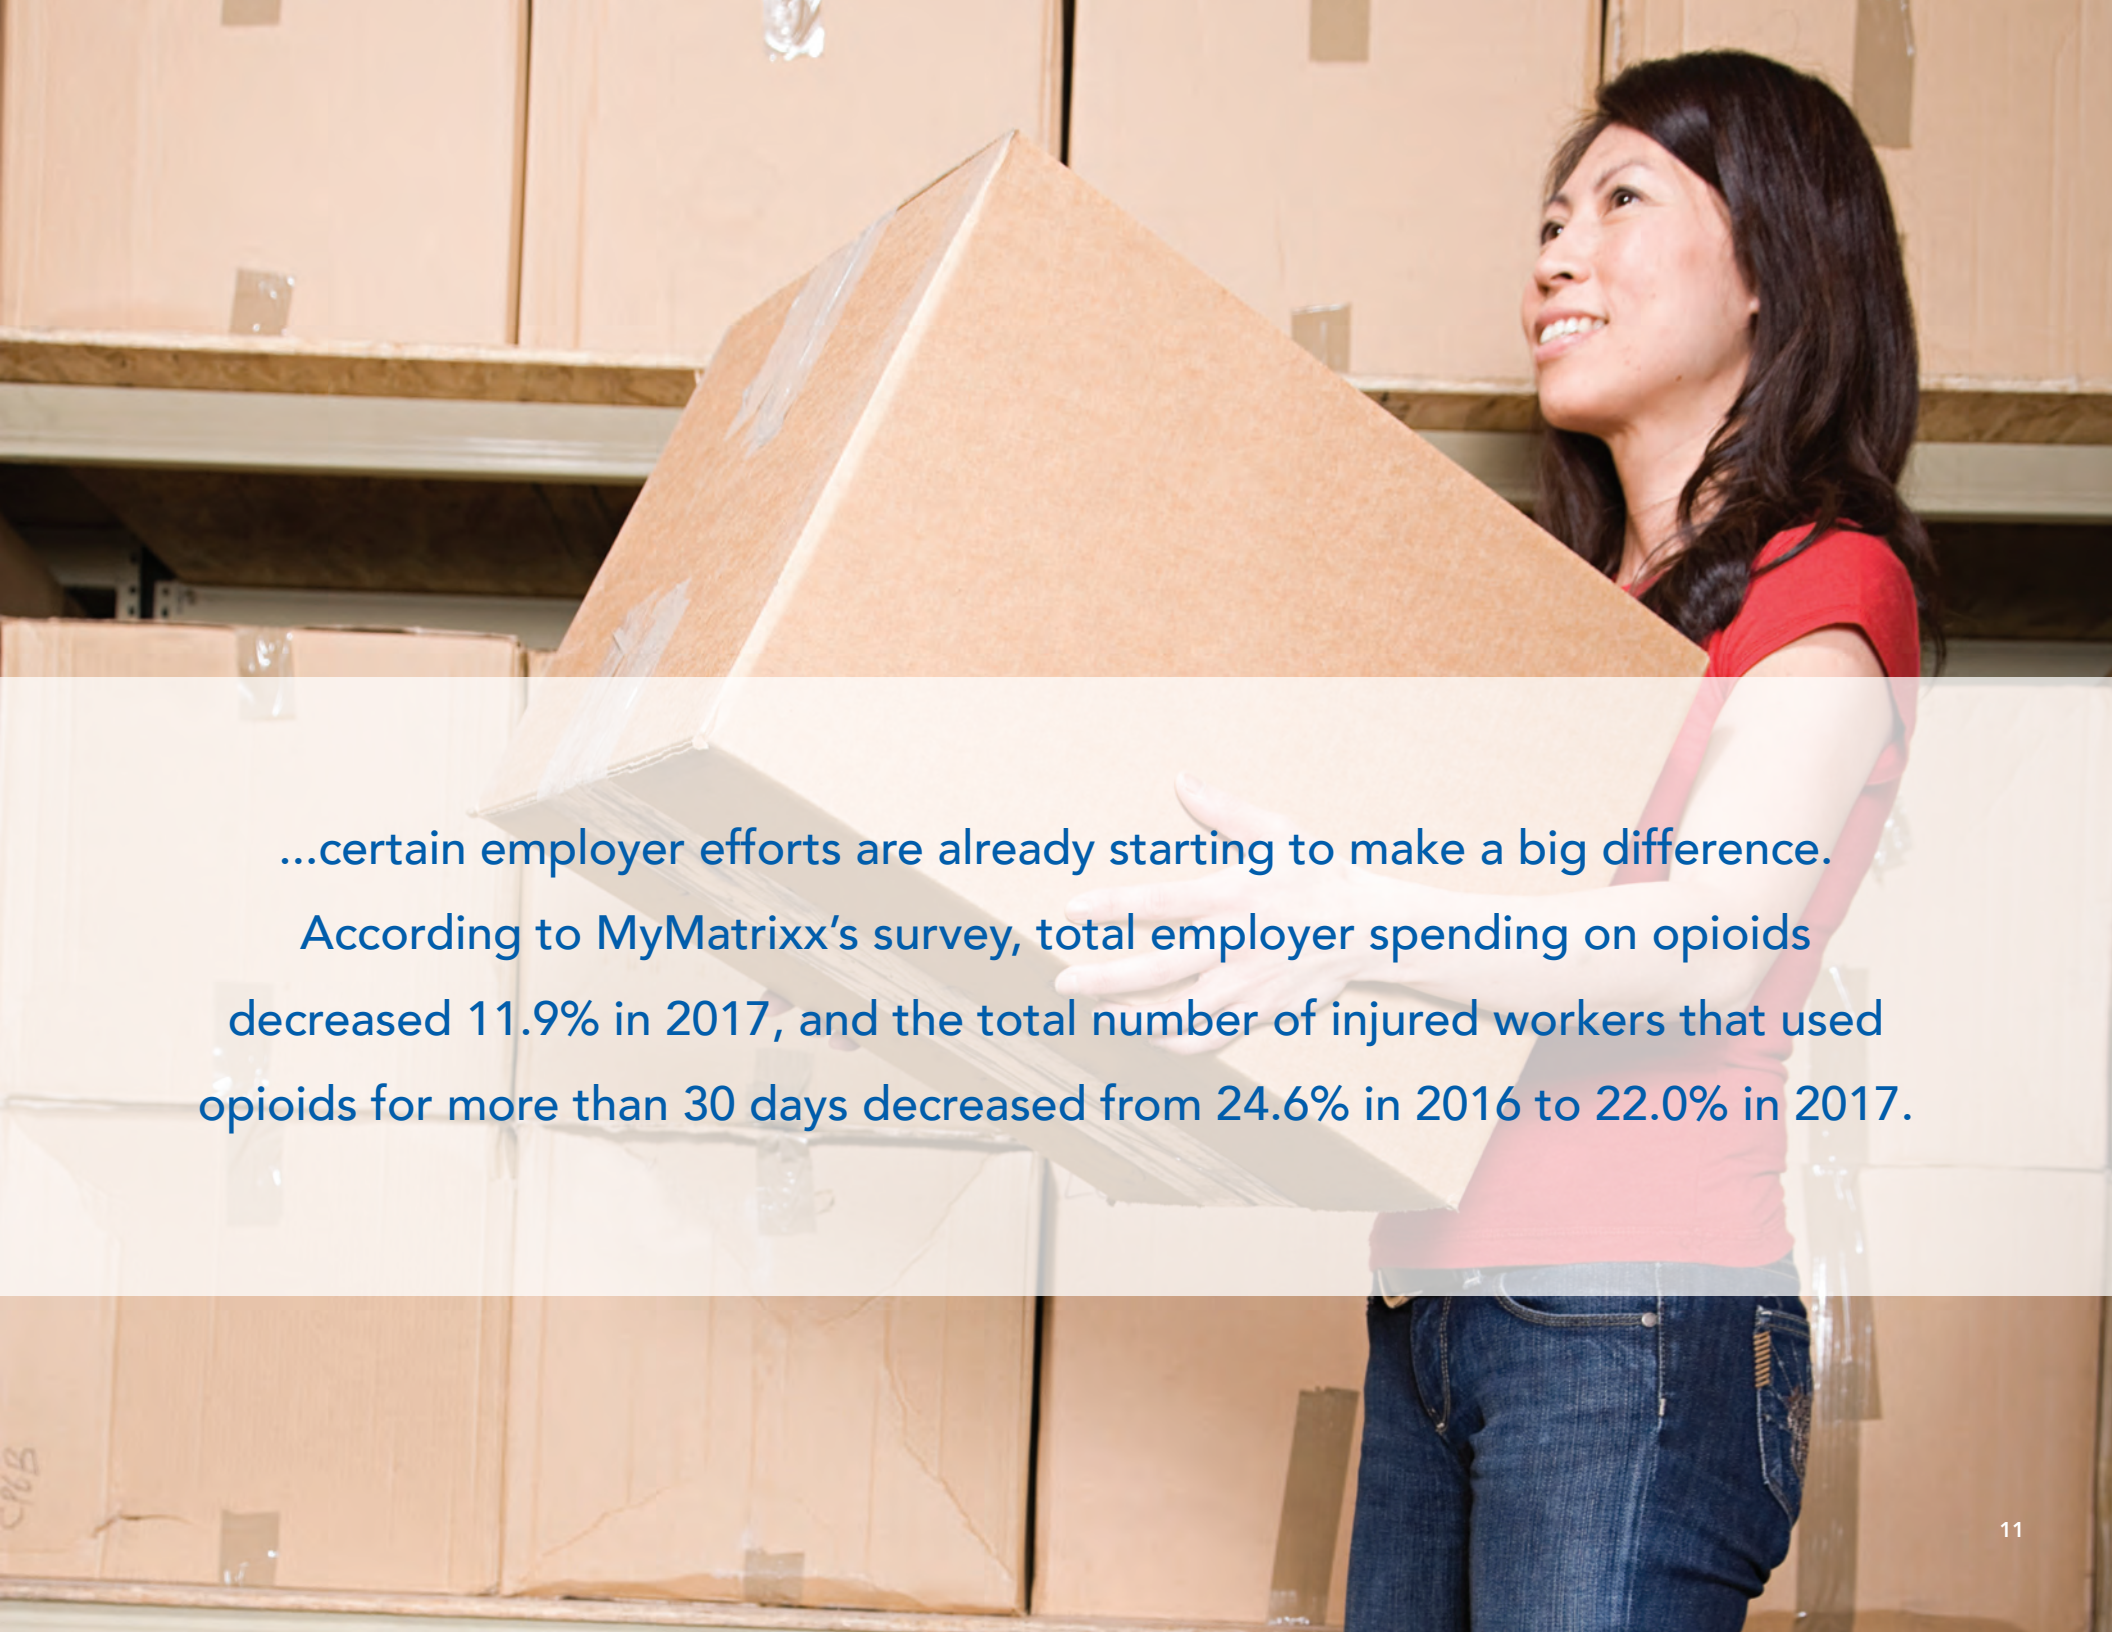 ...certain employer efforts are already starting to make a big difference.
According to MyMatrixx’s survey, total employer spending on opioids
decreased 11.9% in 2017, and the total number of injured workers that used
opioids for more than 30 days decreased from 24.6% in 2016 to 22.0% in 2017.
11